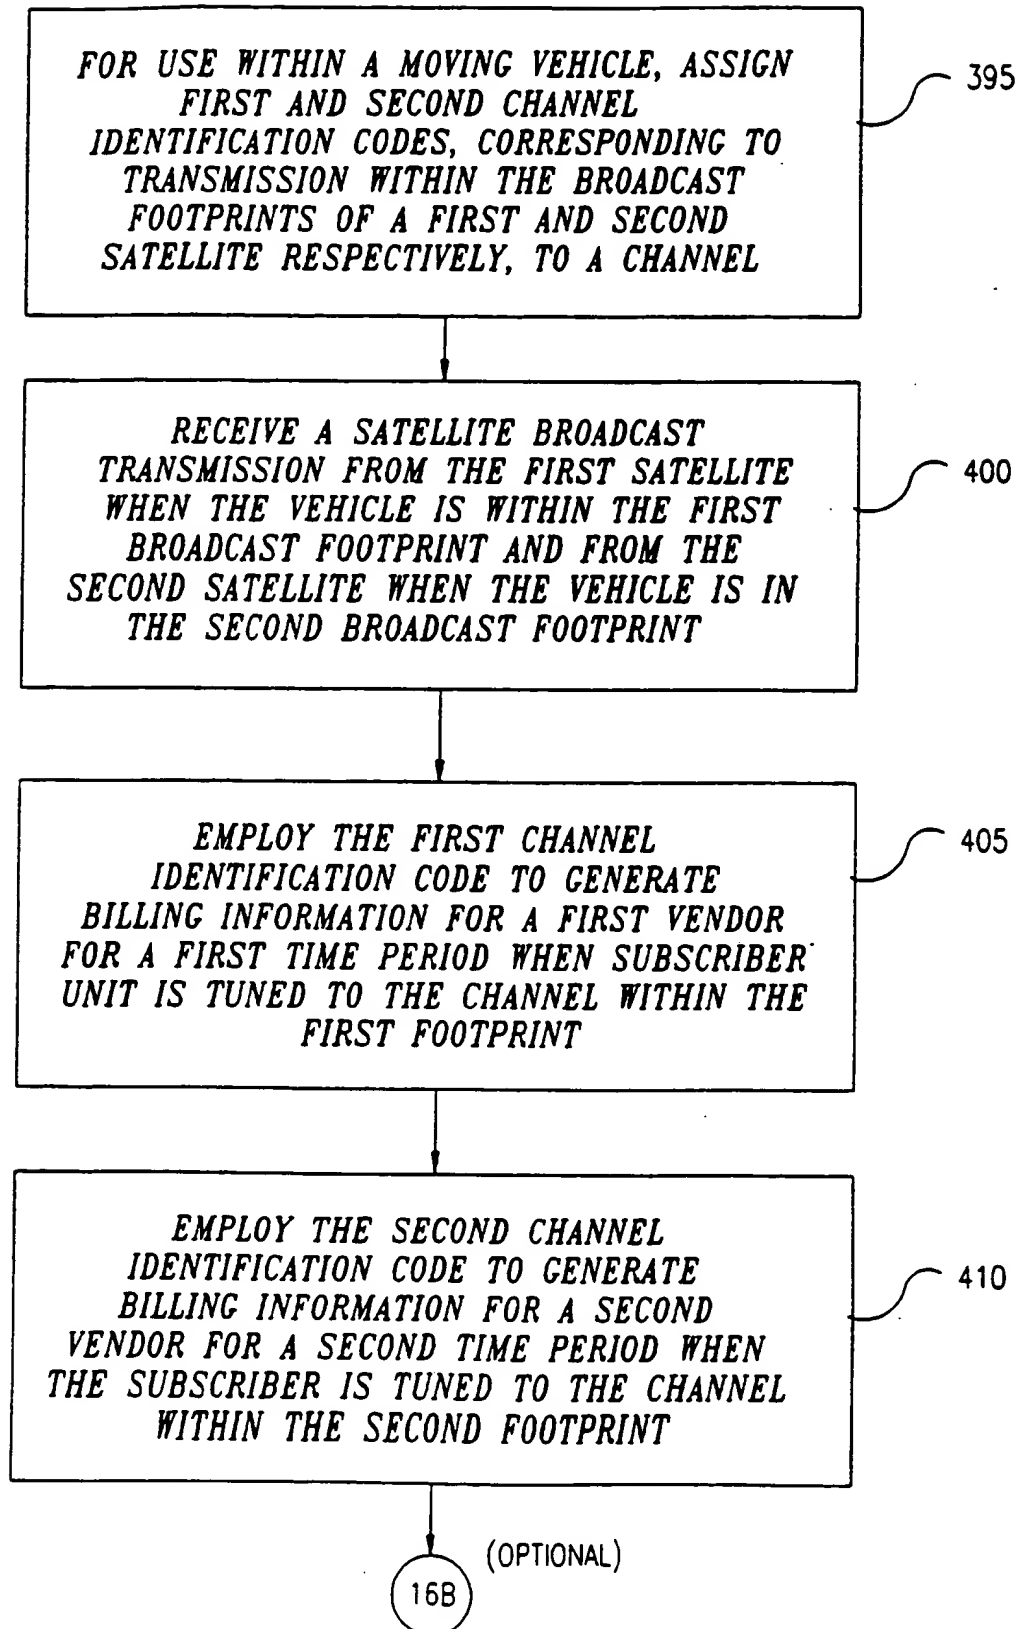 FOR USE WITHIN A MOVING VEHICLE, ASSIGN
FIRST AND SECOND CHANNEL
IDENTIFICATION CODES, CORRESPONDING TO
TRANSMISSION WITHIN THE BROADCAST
FOOTPRINTS OF A FIRST AND SECOND
SATELLITE RESPECTIVELY, TO A CHANNEL
395
RECEIVE A SATELLITE BROADCAST
TRANSMISSION FROM THE FIRST SATELLITE
WHEN THE VEHICLE IS WITHIN THE FIRST
BROADCAST FOOTPRINT AND FROM THE
SECOND SATELLITE WHEN THE VEHICLE IS IN
THE SECOND BROADCAST FOOTPRINT
400
EMPLOY THE FIRST CHANNEL
IDENTIFICATION CODE TO GENERATE
BILLING INFORMATION FOR A FIRST VENDOR
FOR A FIRST TIME PERIOD WHEN SUBSCRIBER
UNIT IS TUNED TO THE CHANNEL WITHIN THE
FIRST FOOTPRINT
405
EMPLOY THE SECOND CHANNEL
IDENTIFICATION CODE TO GENERATE
BILLING INFORMATION FOR A SECOND
VENDOR FOR A SECOND TIME PERIOD WHEN
THE SUBSCRIBER IS TUNED TO THE CHANNEL
WITHIN THE SECOND FOOTPRINT
410
(OPTIONAL)
16B